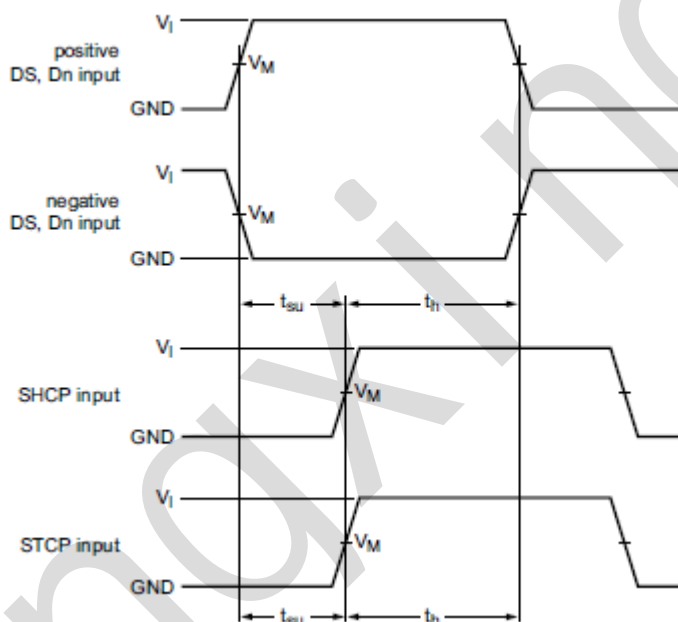 VI
positive
DS, Dn input
VM
GND
VI
negative
DS, Dn input
VM
GND
tsu
th
VI
SHCP input
VM
GND
VI
STCP input
VM
GND
tsu
th